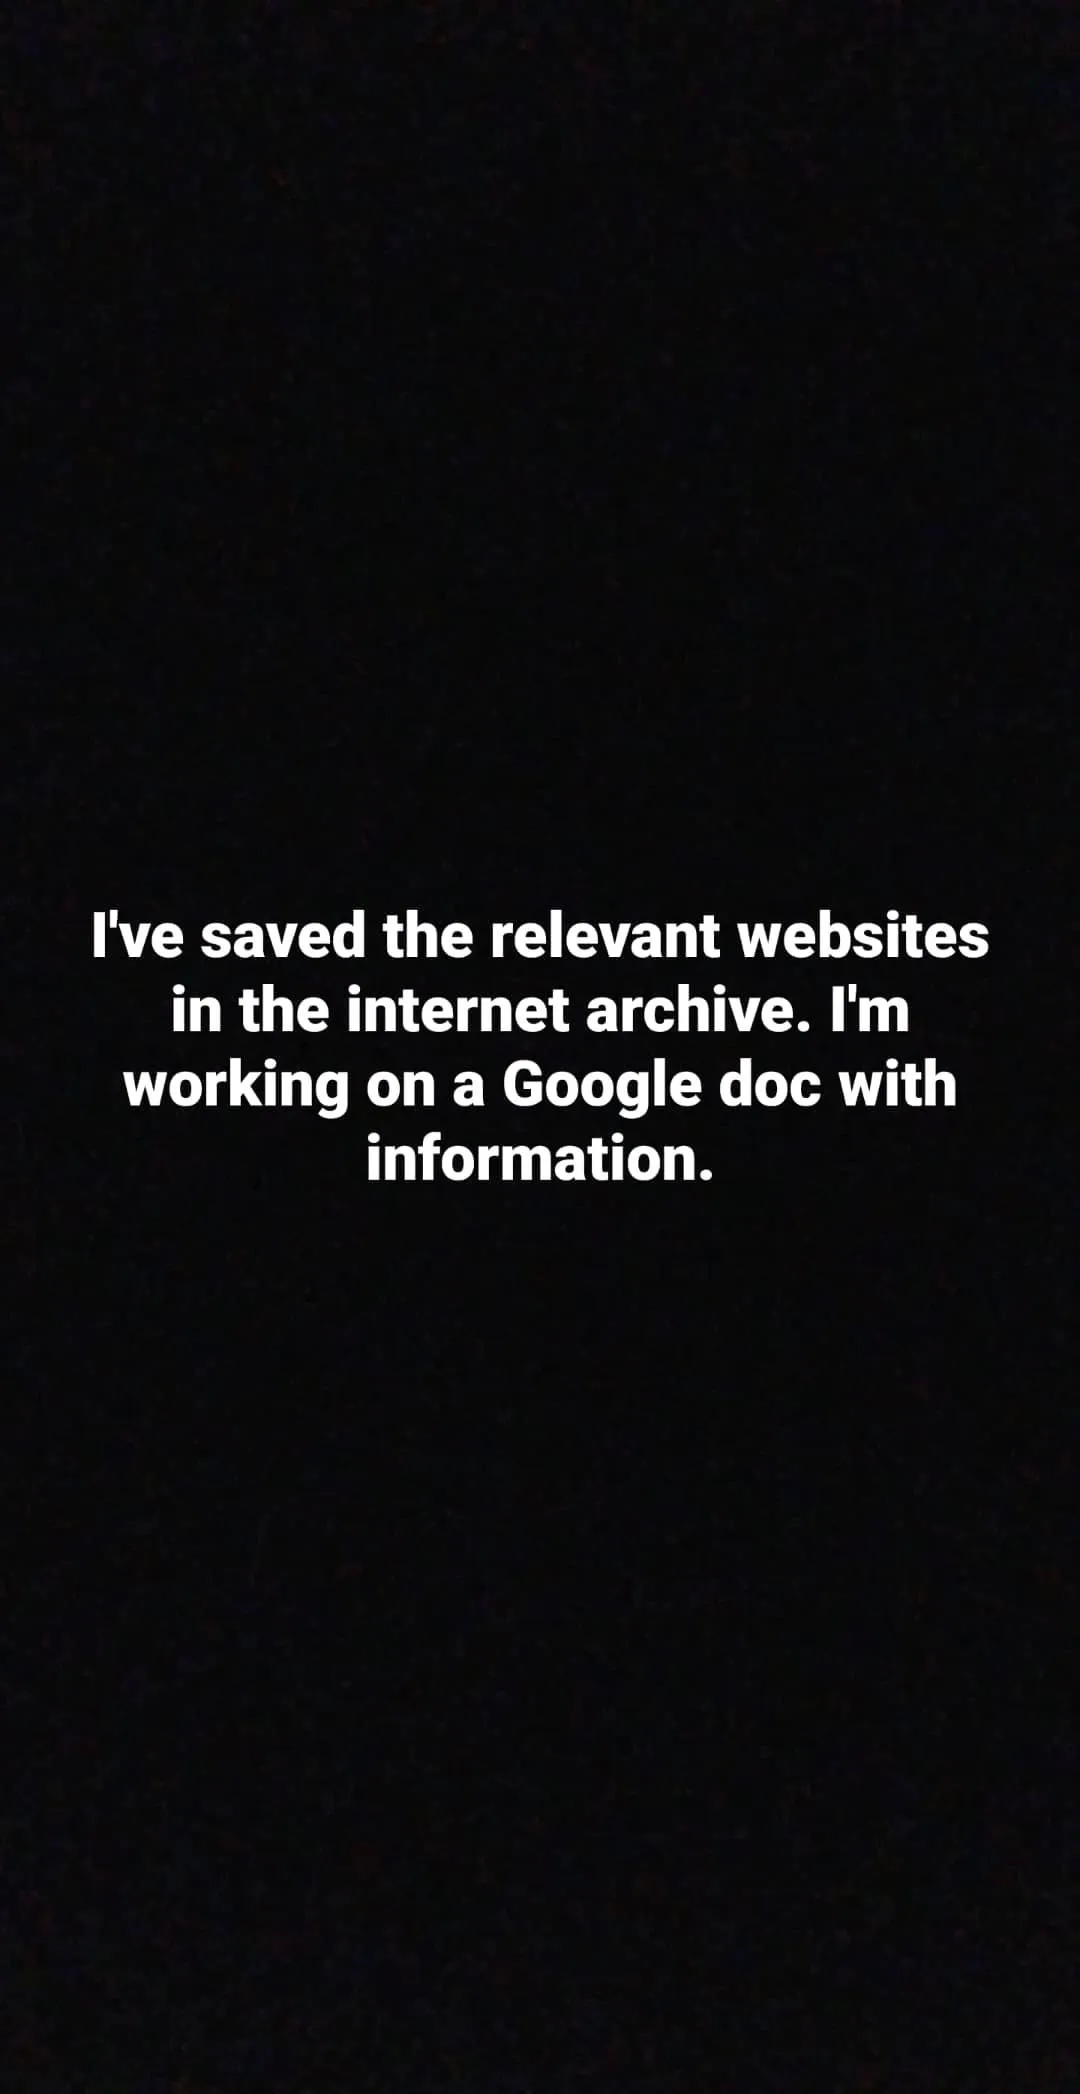 I've saved the relevant websites
in the internet archive. I'm
working on a Google doc with
information.